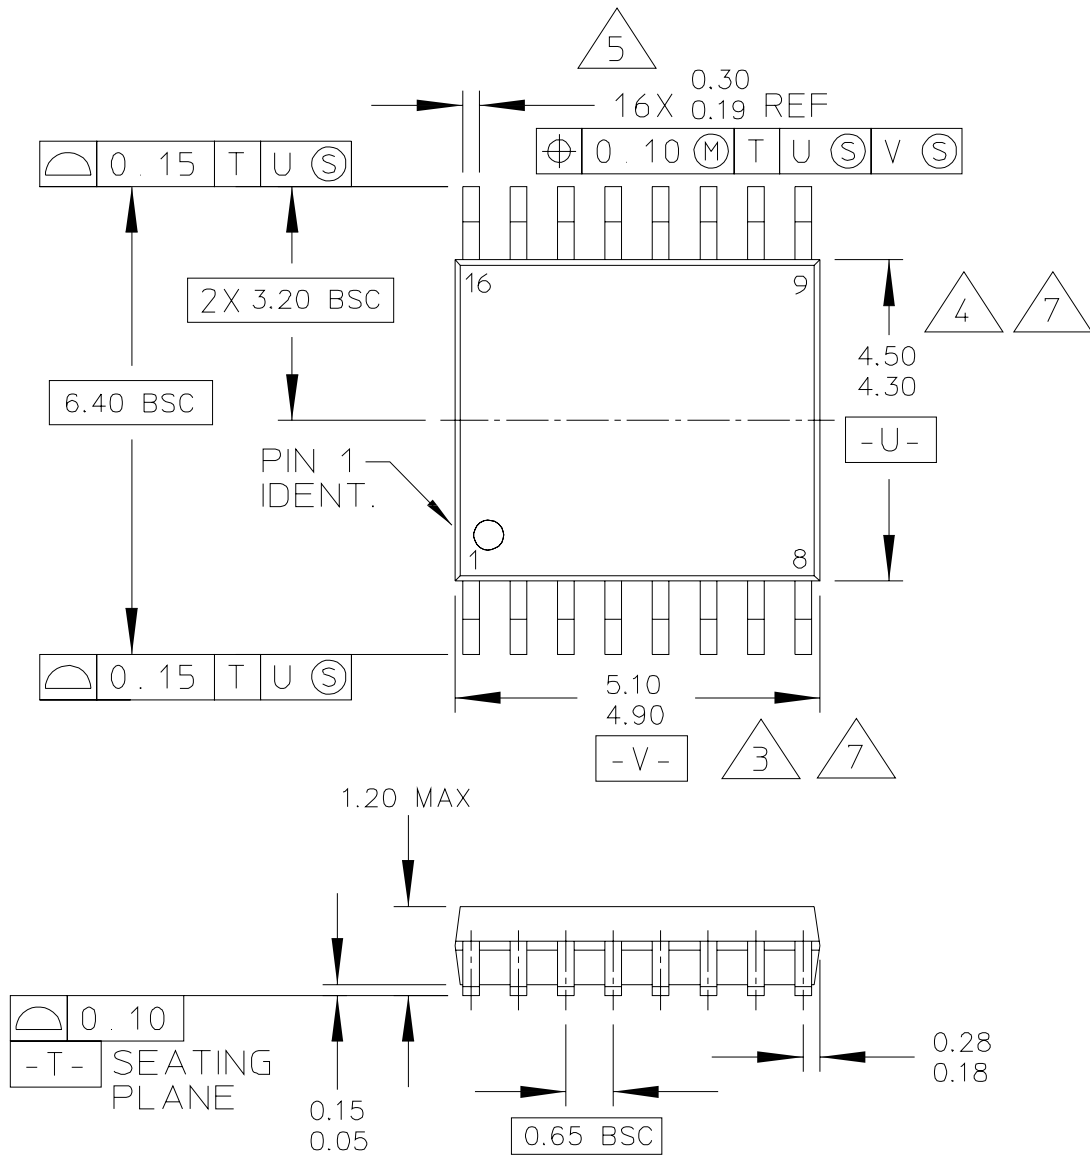 5
0.30
16X 0.19 REF
0.15 T U Ⓢ
0.10 Ⓜ T U Ⓢ V Ⓢ
16 9
2X 3.20 BSC
4 7
4.50
4.30
6.40 BSC
-U-
PIN 1
IDENT.
1 8
0.15 T U Ⓢ
5.10
4.90
-V- 3 7
1.20 MAX
0.10
-T- SEATING
PLANE
0.28
0.18
0.15
0.05
0.65 BSC